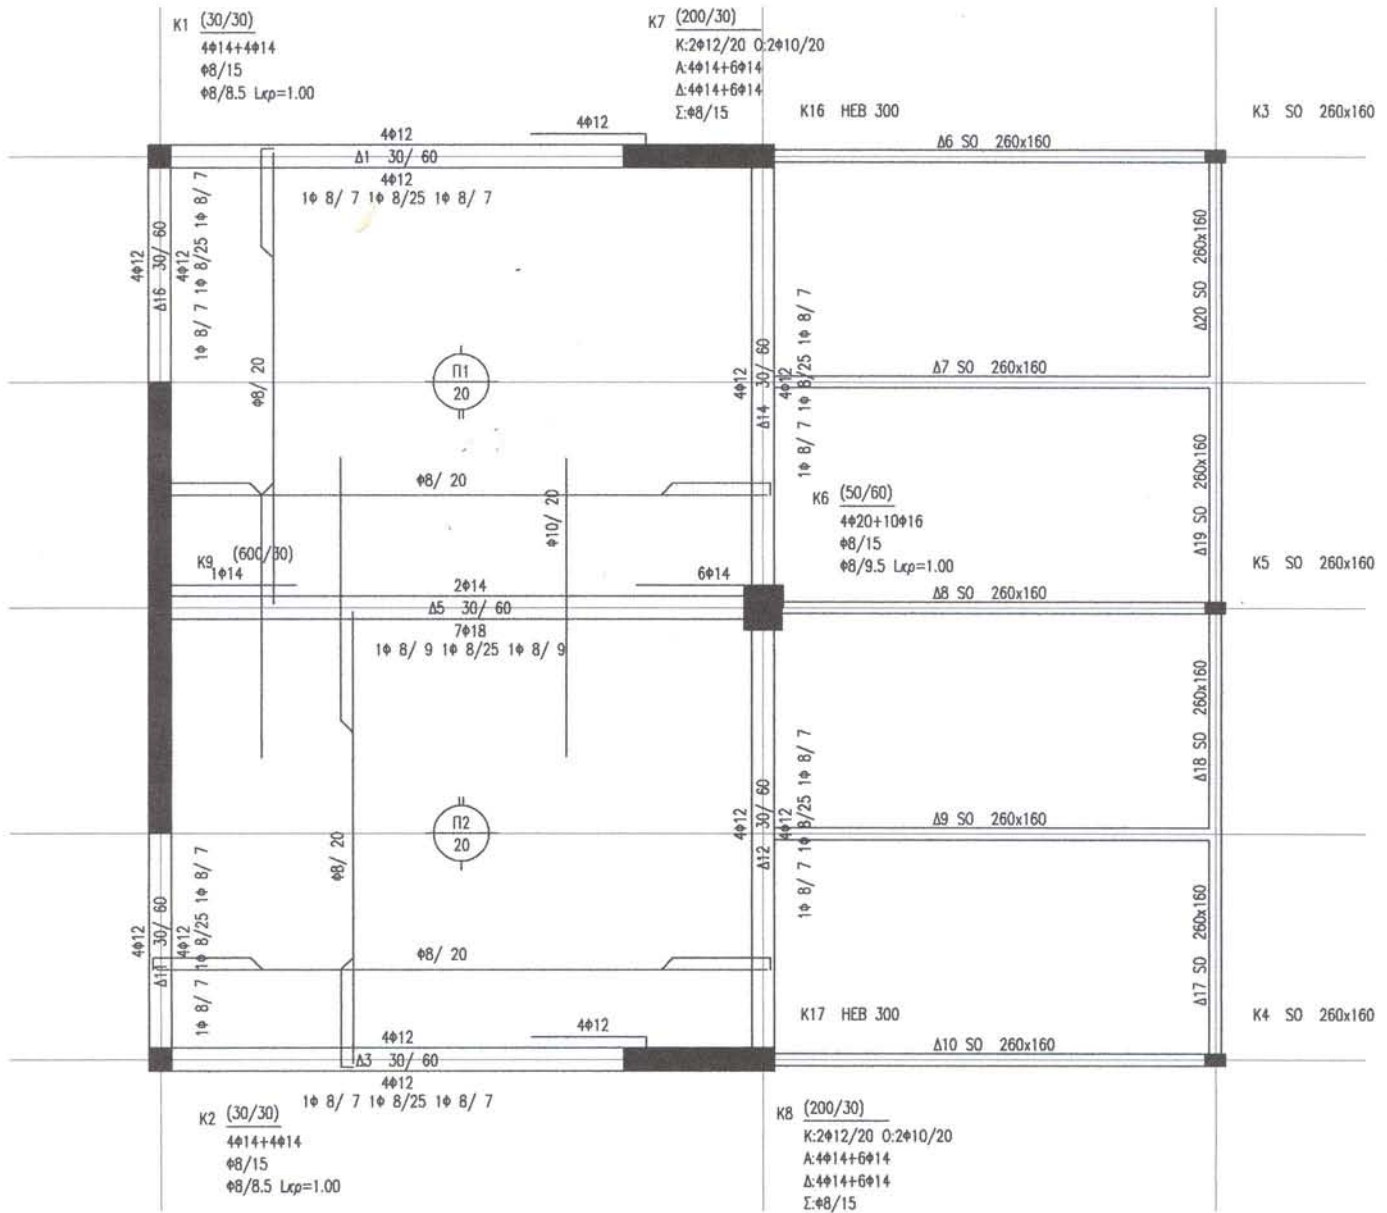 K1 (30/30)
4Φ14+4Φ14
Φ8/15
Φ8/8.5 Lκρ=1.00
K7 (200/30)
K:2Φ12/20 O:2Φ10/20
A:4Φ14+6Φ14
Δ:4Φ14+6Φ14
Σ:Φ8/15
K16 HEB 300
K3 SO 260x160
4Φ12
4Φ12
Δ1 30/ 60
4Φ12
1Φ 8/ 7 1Φ 8/25 1Φ 8/ 7
Δ6 SO 260x160
4Φ12
Δ16 30/ 60
4Φ12
1Φ 8/ 7 1Φ 8/25 1Φ 8/ 7
Φ8/ 20
Π1
20
4Φ12
Δ14 30/ 60
4Φ12
1Φ 8/ 7 1Φ 8/25 1Φ 8/ 7
Δ20 SO 260x160
Δ7 SO 260x160
Φ8/ 20
Φ10/ 20
K6 (50/60)
4Φ20+10Φ16
Φ8/15
Φ8/9.5 Lκρ=1.00
Δ19 SO 260x160
K9 (600/30)
1Φ14
2Φ14
6Φ14
Δ5 30/ 60
7Φ18
1Φ 8/ 9 1Φ 8/25 1Φ 8/ 9
Δ8 SO 260x160
K5 SO 260x160
Δ18 SO 260x160
Π2
20
Φ8/ 20
4Φ12
Δ12 30/ 60
4Φ12
1Φ 8/ 7 1Φ 8/25 1Φ 8/ 7
Δ9 SO 260x160
4Φ12
Δ11 30/ 60
4Φ12
1Φ 8/ 7 1Φ 8/25 1Φ 8/ 7
Φ8/ 20
Δ17 SO 260x160
K17 HEB 300
K4 SO 260x160
4Φ12
4Φ12
Δ3 30/ 60
4Φ12
1Φ 8/ 7 1Φ 8/25 1Φ 8/ 7
Δ10 SO 260x160
K2 (30/30)
4Φ14+4Φ14
Φ8/15
Φ8/8.5 Lκρ=1.00
K8 (200/30)
K:2Φ12/20 O:2Φ10/20
A:4Φ14+6Φ14
Δ:4Φ14+6Φ14
Σ:Φ8/15